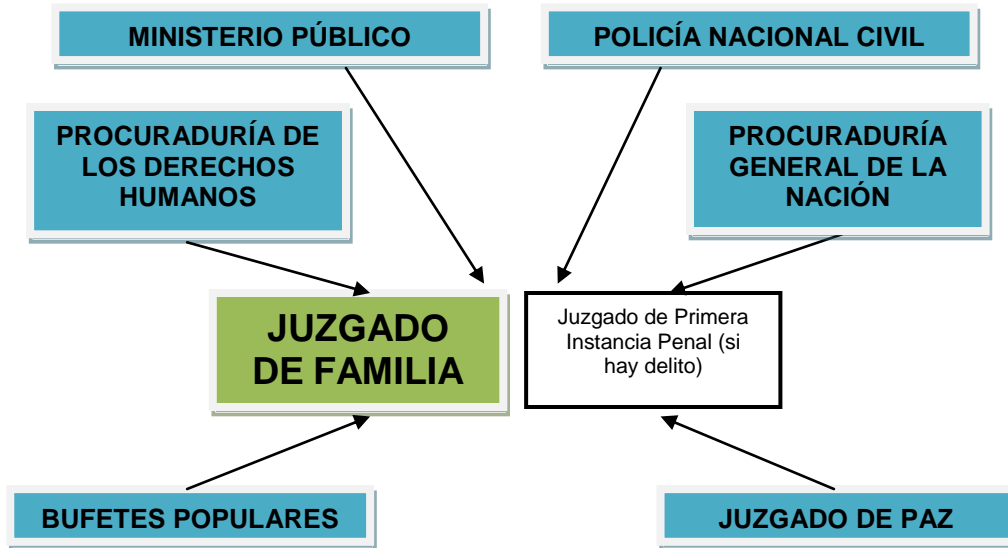 MINISTERIO PÚBLICO
POLICÍA NACIONAL CIVIL
PROCURADURÍA DE
LOS DERECHOS
HUMANOS
PROCURADURÍA
GENERAL DE LA
NACIÓN
JUZGADO
DE FAMILIA
Juzgado de Primera
Instancia Penal (si
hay delito)
BUFETES POPULARES
JUZGADO DE PAZ